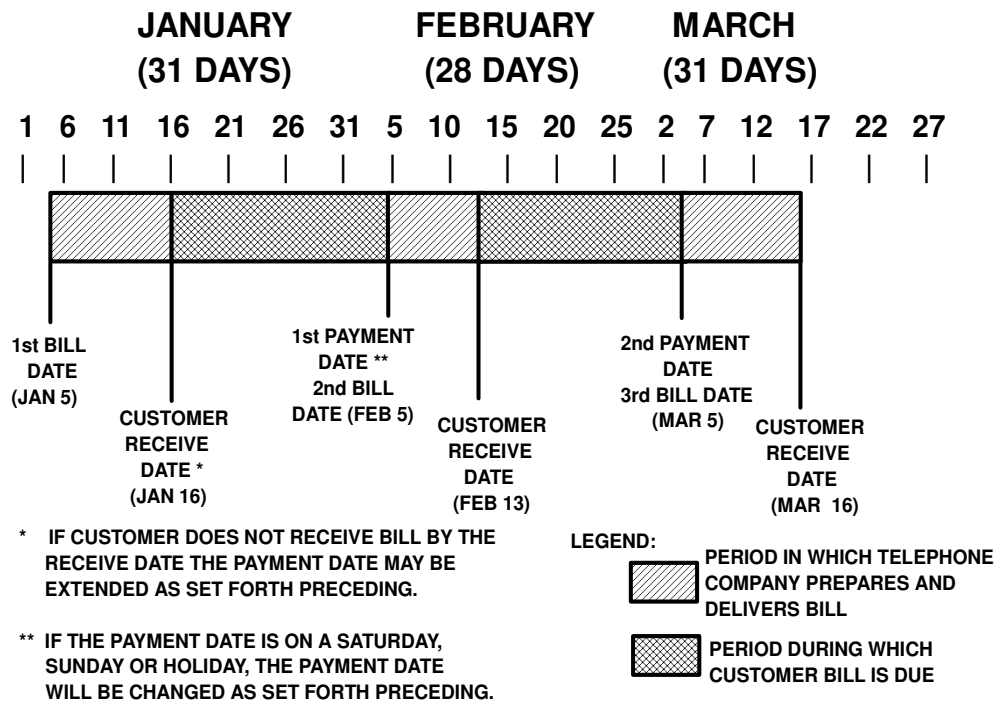 JANUARY FEBRUARY MARCH
(31 DAYS) (28 DAYS) (31 DAYS)
1 6 11 16 21 26 31 5 10 15 20 25 2 7 12 17 22 27
1st BILL
DATE
(JAN 5)
CUSTOMER
RECEIVE
DATE *
(JAN 16)
1st PAYMENT
DATE **
2nd BILL
DATE (FEB 5)
CUSTOMER
RECEIVE
DATE
(FEB 13)
2nd PAYMENT
DATE
3rd BILL DATE
(MAR 5)
CUSTOMER
RECEIVE
DATE
(MAR 16)
* IF CUSTOMER DOES NOT RECEIVE BILL BY THE
RECEIVE DATE THE PAYMENT DATE MAY BE
EXTENDED AS SET FORTH PRECEDING.
** IF THE PAYMENT DATE IS ON A SATURDAY,
SUNDAY OR HOLIDAY, THE PAYMENT DATE
WILL BE CHANGED AS SET FORTH PRECEDING.
LEGEND:
PERIOD IN WHICH TELEPHONE
COMPANY PREPARES AND
DELIVERS BILL
PERIOD DURING WHICH
CUSTOMER BILL IS DUE